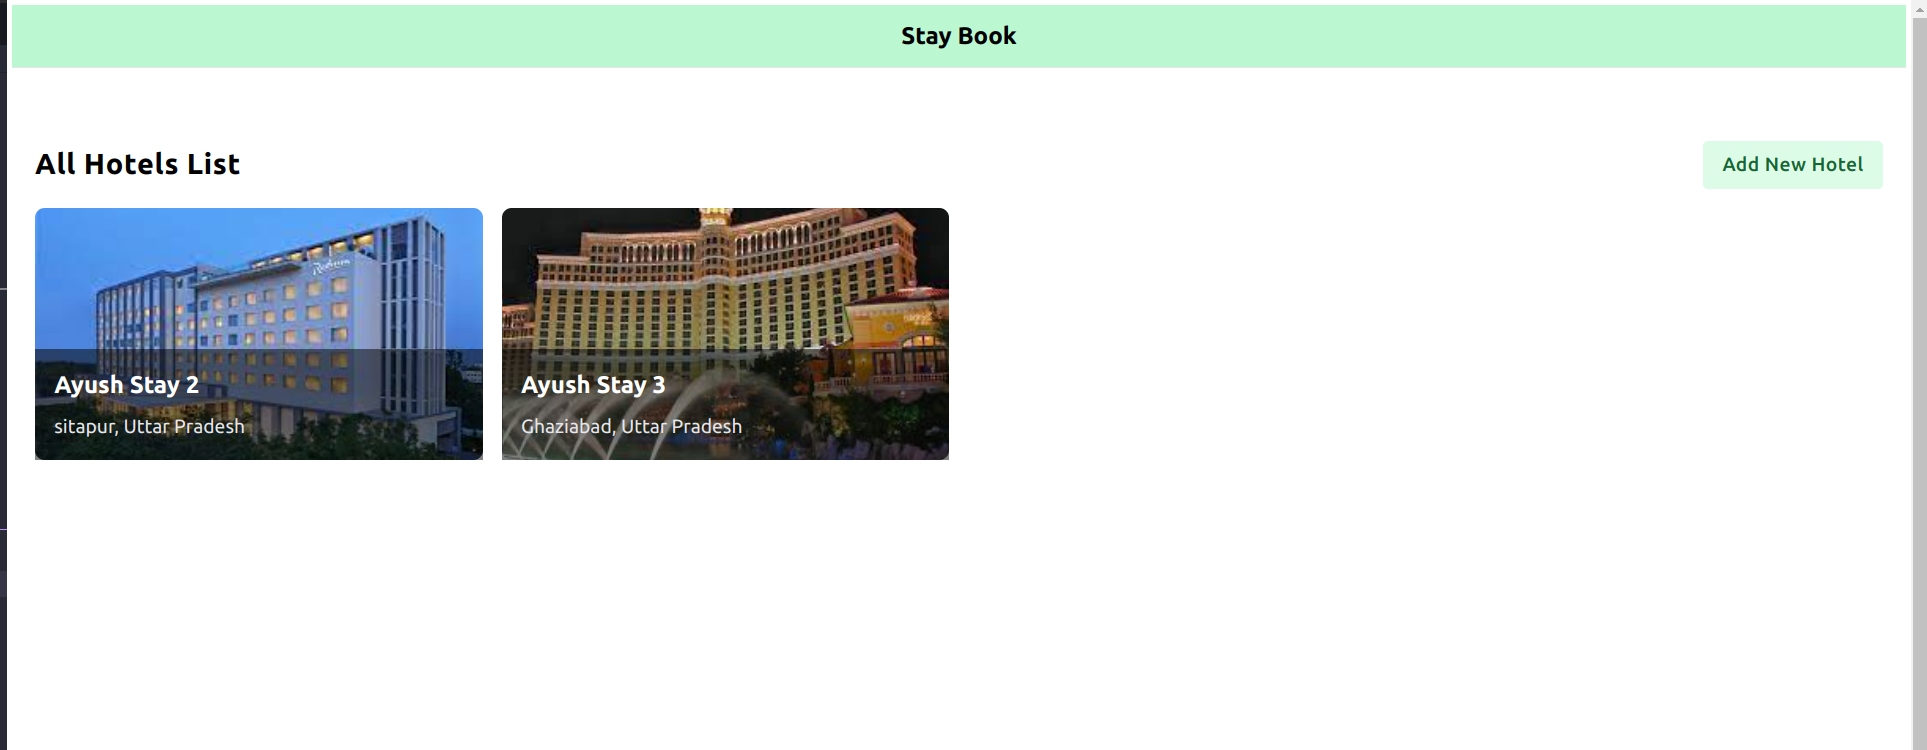 Stay Book
All Hotels List
Add New Hotel
Radisson
Ayush Stay 2
sitapur, Uttar Pradesh
Ayush Stay 3
Ghaziabad, Uttar Pradesh